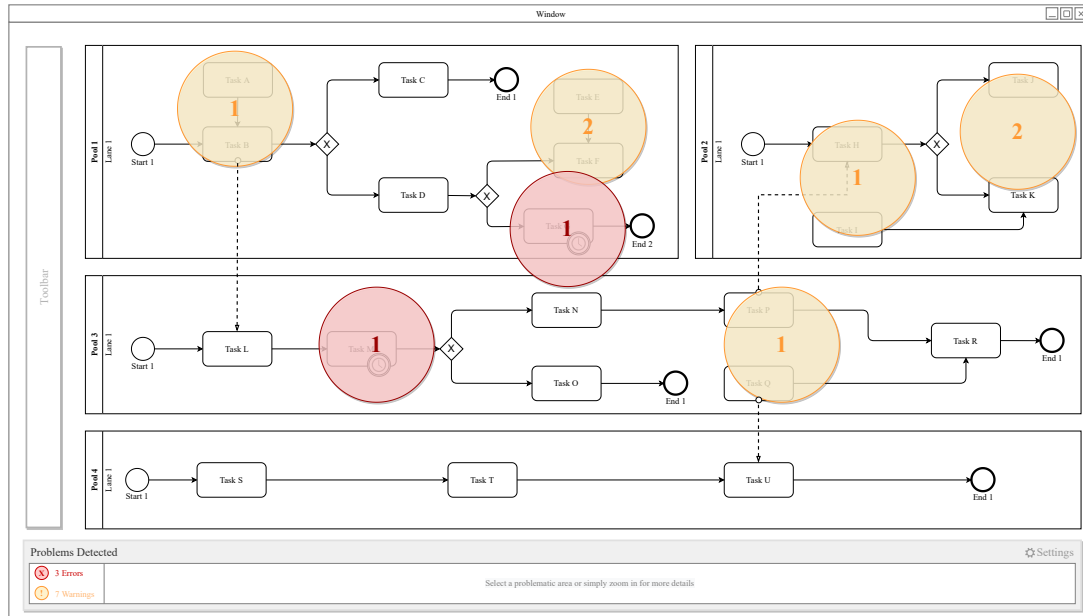 Window
Toolbar
Pool 1
Lane 1
Start 1
Task A
1
Task B
X
Task C
End 1
Task D
X
Task E
2
Task F
1
End 2
Pool 2
Lane 1
Start 1
Task H
1
Task I
X
Task J
2
Task K
Pool 3
Lane 1
Start 1
Task L
Task M
1
X
Task N
Task O
End 1
Task P
1
Task Q
Task R
End 1
Pool 4
Lane 1
Start 1
Task S
Task T
Task U
End 1
Problems Detected
Settings
X 3 Errors
! 7 Warnings
Select a problematic area or simply zoom in for more details